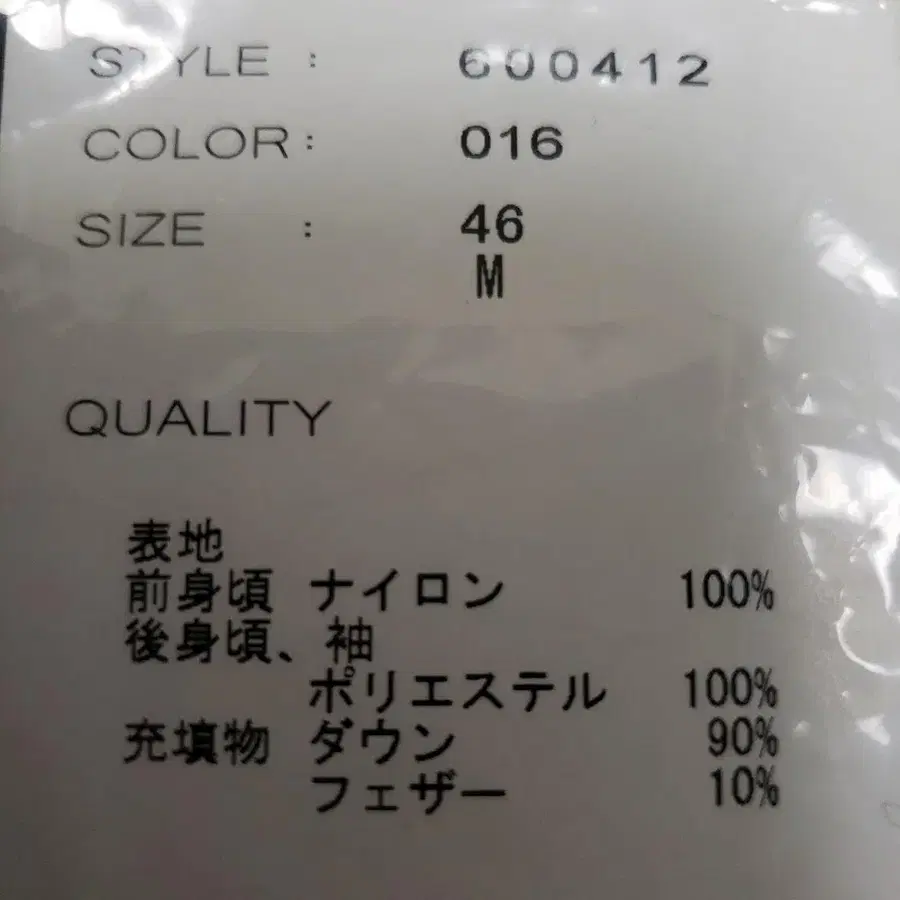 STYLE : 600412
COLOR : 016
SIZE : 46
M
QUALITY
表地
前身頃 ナイロン 100%
後身頃、袖
ポリエステル 100%
充填物 ダウン 90%
フェザー 10%